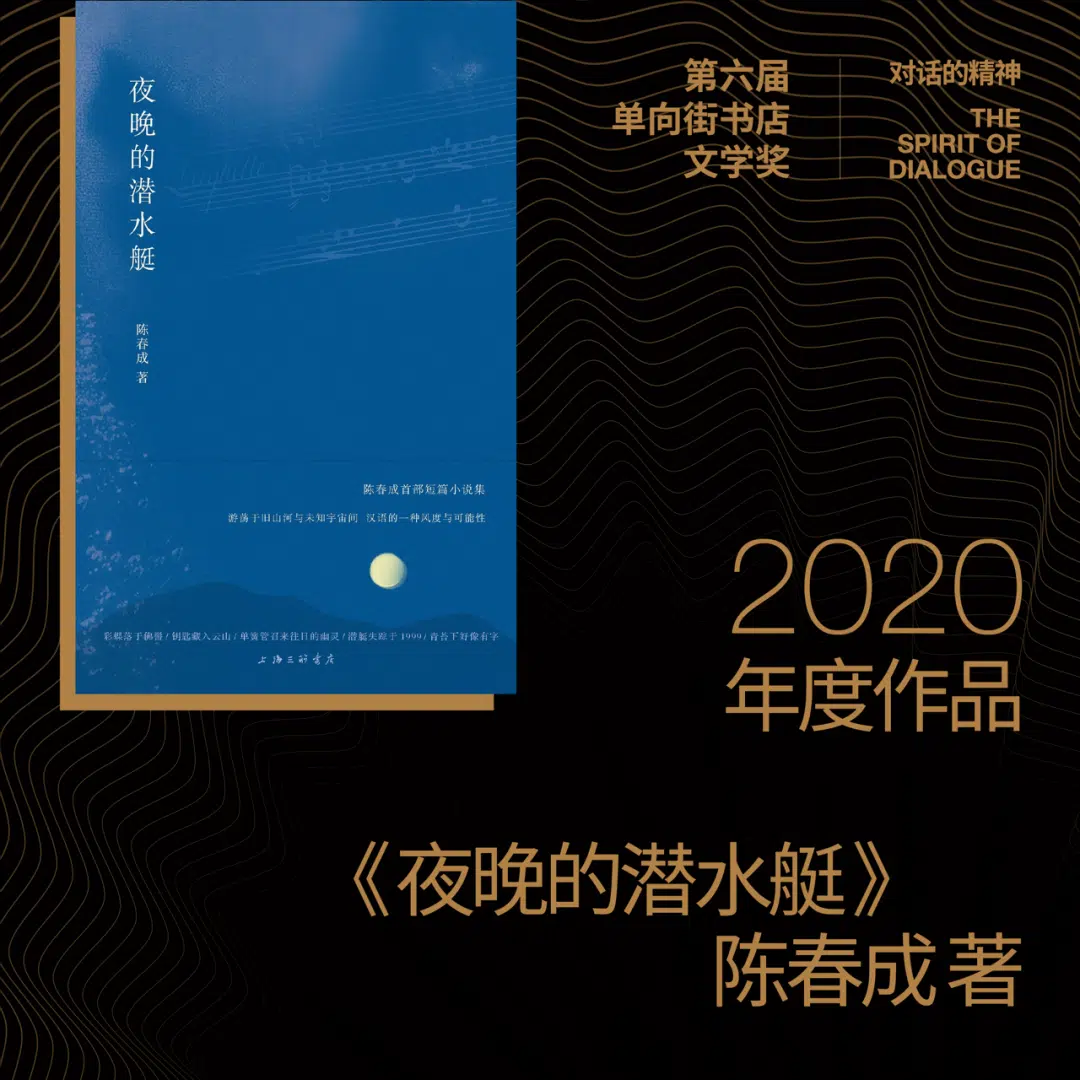 夜晚的潜水艇
陈春成 著
陈春成首部短篇小说集
游荡于旧山河与未知宇宙间 汉语的一种风度与可能性
彩蝶落于佛髻/钥匙藏入云山/单簧管召来往日的幽灵/潜艇失踪于1999/青苔下好像有字
上海三联书店
第六届
单向街书店
文学奖
对话的精神
THE
SPIRIT OF
DIALOGUE
2020
年度作品
《夜晚的潜水艇》
陈春成 著